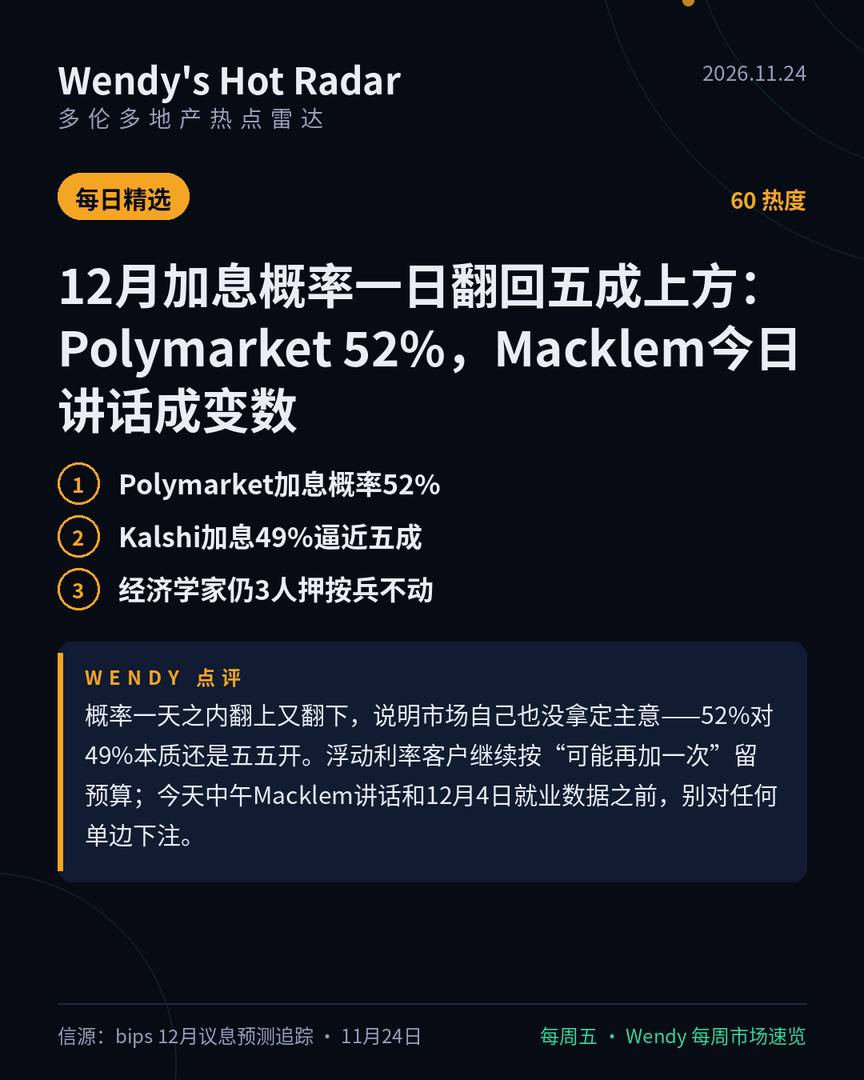 Wendy's Hot Radar
2026.11.24
多伦多地产热点雷达
每日精选
60 热度
12月加息概率一日翻回五成上方：
Polymarket 52%，Macklem今日
讲话成变数
1 Polymarket加息概率52%
2 Kalshi加息49%逼近五成
3 经济学家仍3人押按兵不动
WENDY 点评
概率一天之内翻上又翻下，说明市场自己也没拿定主意——52%对
49%本质还是五五开。浮动利率客户继续按“可能再加一次”留
预算；今天中午Macklem讲话和12月4日就业数据之前，别对任何
单边下注。
信源：bips 12月议息预测追踪 · 11月24日
每周五 · Wendy 每周市场速览